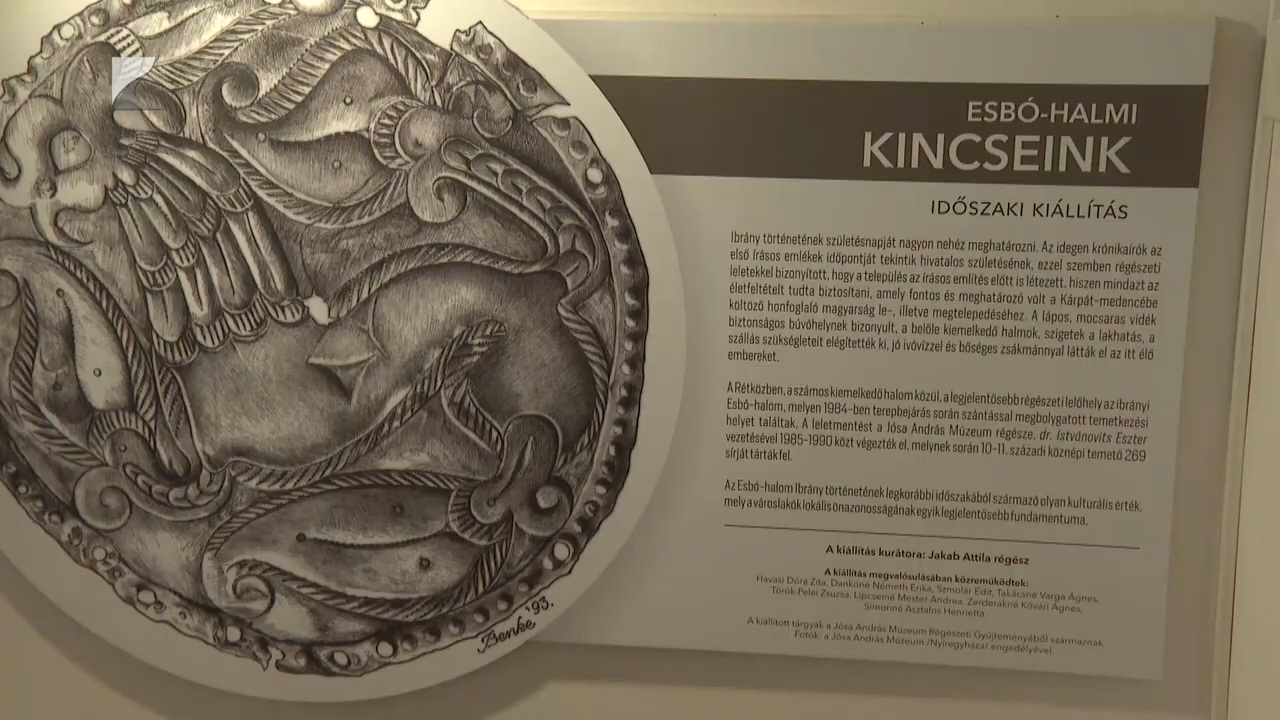 ESBÓ-HALMI
KINCSEINK
IDŐSZAKI KIÁLLÍTÁS
Ibrány történetének születésnapját nagyon nehéz meghatározni. Az idegen krónikaírók az
első írásos emlékek időpontját tekintik hivatalos születésének, ezzel szemben régészeti
leletekkel bizonyított, hogy a település az írásos említés előtt is létezett, hiszen mindazt az
életfeltételt tudta biztosítani, amely fontos és meghatározó volt a Kárpát-medencébe
költöző honfoglaló magyarság le-, illetve megtelepedéséhez. A lápos, mocsaras vidék
biztonságos búvóhelynek bizonyult, a belőle kiemelkedő halmok, szigetek a lakhatás, a
szállás szükségleteit elégítették ki, jó ivóvízzel és bőséges zsákmánnyal látták el az itt élő
embereket.
A Rétközben, a számos kiemelkedő halom közül, a legjelentősebb régészeti lelőhely az ibrányi
Esbó-halom, melyen 1984-ben terepbejárás során szántással megbolygatott temetkezési
helyet találtak. A leletmentést a Jósa András Múzeum régésze, dr. Istvánovits Eszter
vezetésével 1985-1990 közt végezték el, melynek során 10-11. századi köznépi temető 269
sírját tárták fel.
Az Esbó-halom Ibrány történetének legkorábbi időszakából származó olyan kulturális érték,
mely a városlakók lokális önazonosságának egyik legjelentősebb fundamentuma.
A kiállítás kurátora: Jakab Attila régész
A kiállítás megvalósulásában közreműködtek:
Havasi Dóra Zita, Dankóné Németh Erika, Szmolár Edit, Takácsné Varga Ágnes,
Török-Pelei Zsuzsa, Lipcseiné Mester Andrea, Zerderákné Kővári Ágnes,
Simonné Asztalos Henrietta
A kiállított tárgyak a Jósa András Múzeum Régészeti Gyűjteményéből származnak
Fotók: a Jósa András Múzeum /Nyíregyháza/ engedélyével.
Benke '93.